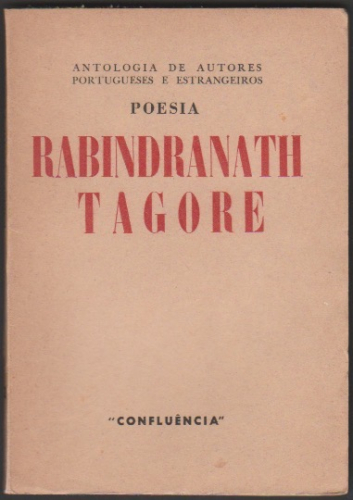 ANTOLOGIA DE AUTORES
PORTUGUESES E ESTRANGEIROS
POESIA
RABINDRANATH
TAGORE
"CONFLUÊNCIA"